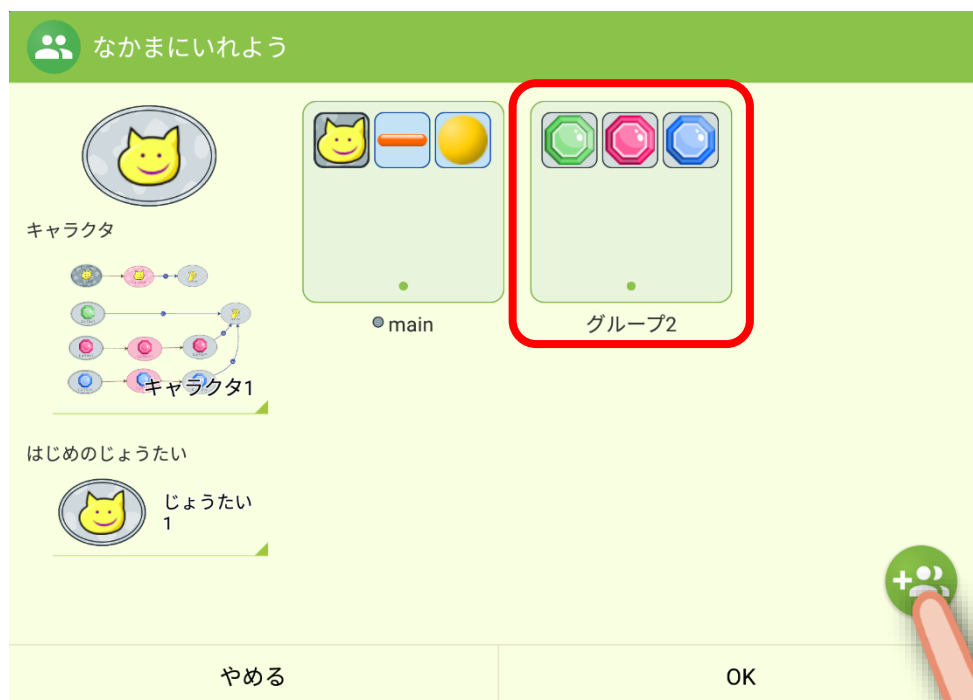 なかまにいれよう
キャラクタ
キャラクタ1
はじめのじょうたい
じょうたい
1
main
グループ2
やめる
OK